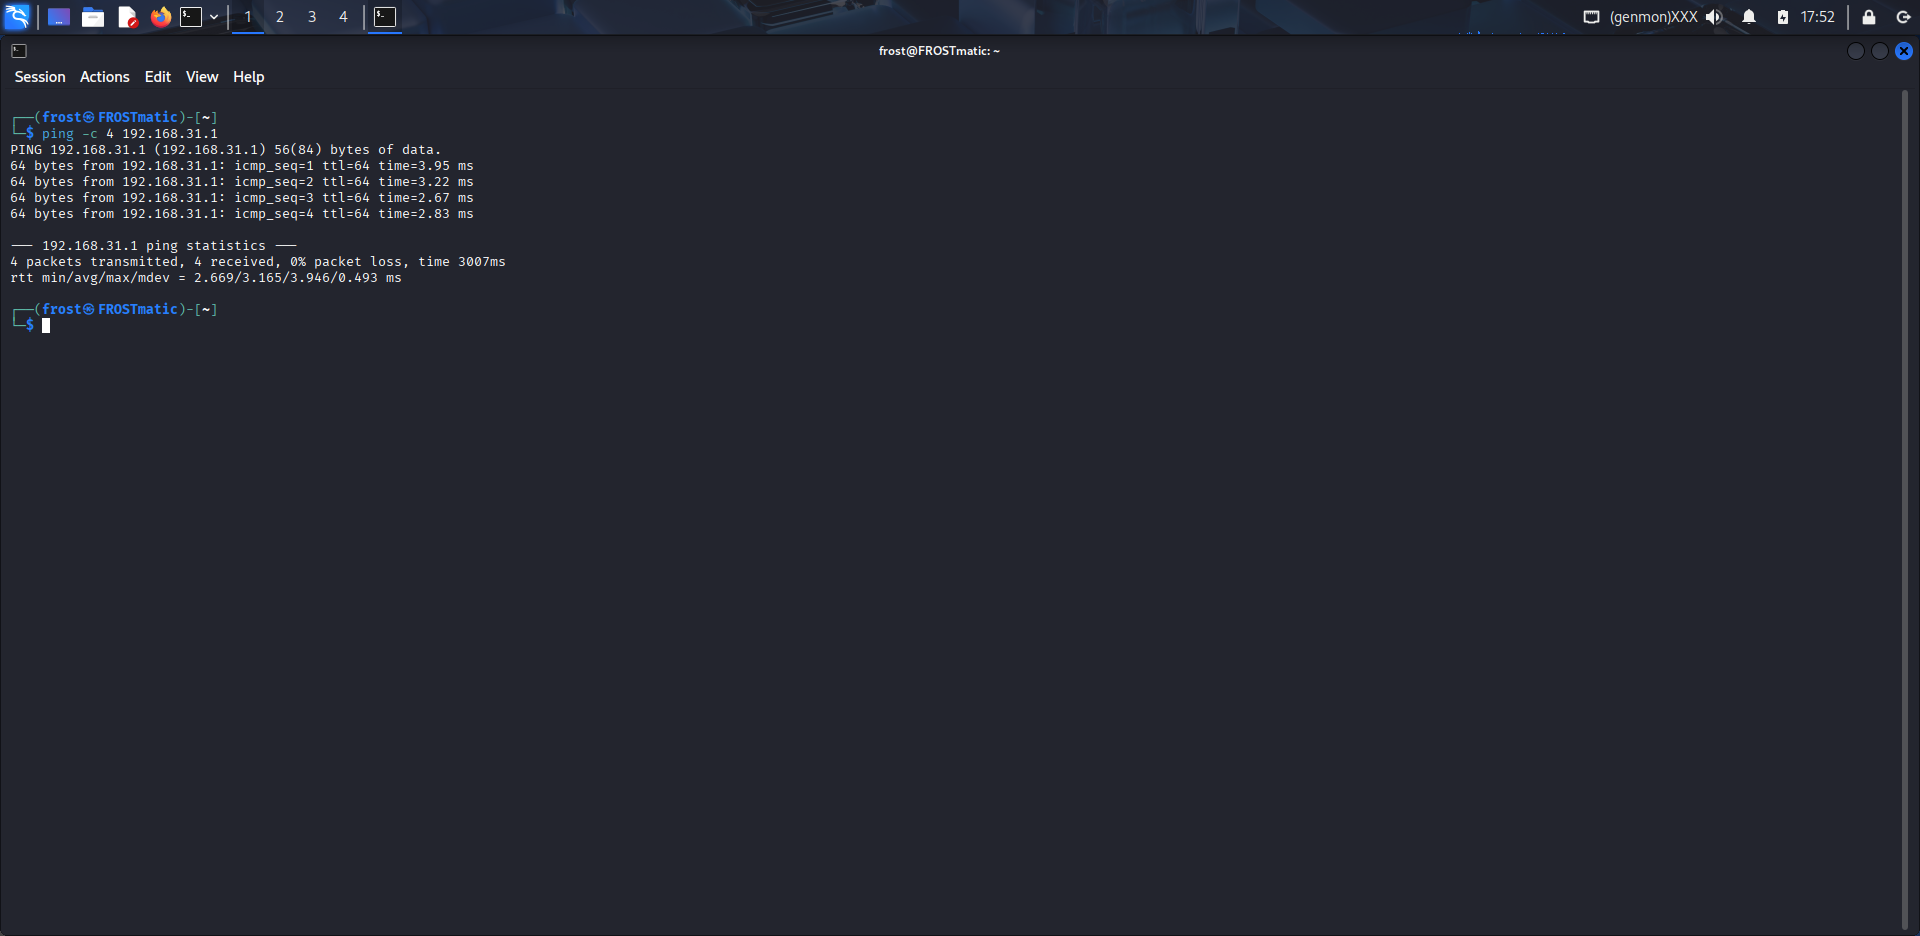 1 2 3 4 (genmon)XXX 17:52
frost@FROSTmatic: ~
Session Actions Edit View Help
┌──(frost㉿FROSTmatic)-[~]
└─$ ping -c 4 192.168.31.1
PING 192.168.31.1 (192.168.31.1) 56(84) bytes of data.
64 bytes from 192.168.31.1: icmp_seq=1 ttl=64 time=3.95 ms
64 bytes from 192.168.31.1: icmp_seq=2 ttl=64 time=3.22 ms
64 bytes from 192.168.31.1: icmp_seq=3 ttl=64 time=2.67 ms
64 bytes from 192.168.31.1: icmp_seq=4 ttl=64 time=2.83 ms
--- 192.168.31.1 ping statistics ---
4 packets transmitted, 4 received, 0% packet loss, time 3007ms
rtt min/avg/max/mdev = 2.669/3.165/3.946/0.493 ms
┌──(frost㉿FROSTmatic)-[~]
└─$